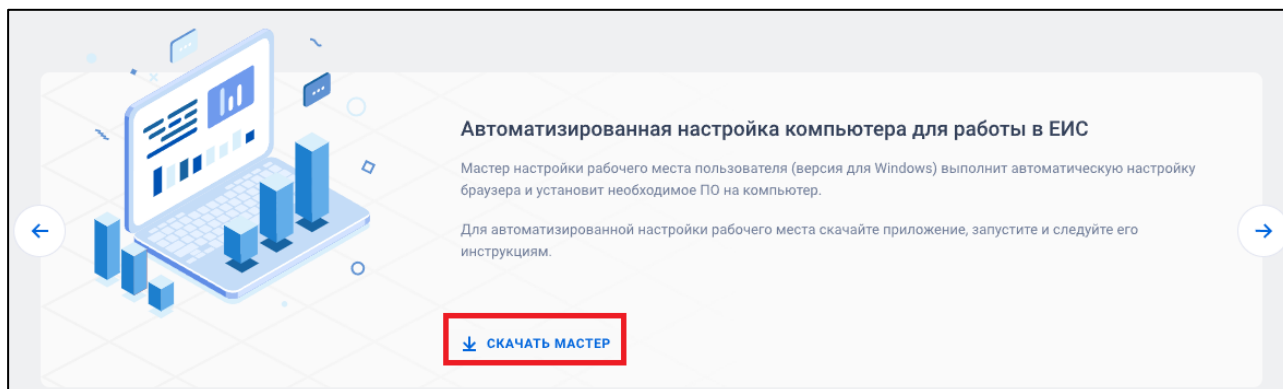 Автоматизированная настройка компьютера для работы в ЕИС
Мастер настройки рабочего места пользователя (версия для Windows) выполнит автоматическую настройку
браузера и установит необходимое ПО на компьютер.
Для автоматизированной настройки рабочего места скачайте приложение, запустите и следуйте его
инструкциям.
СКАЧАТЬ МАСТЕР